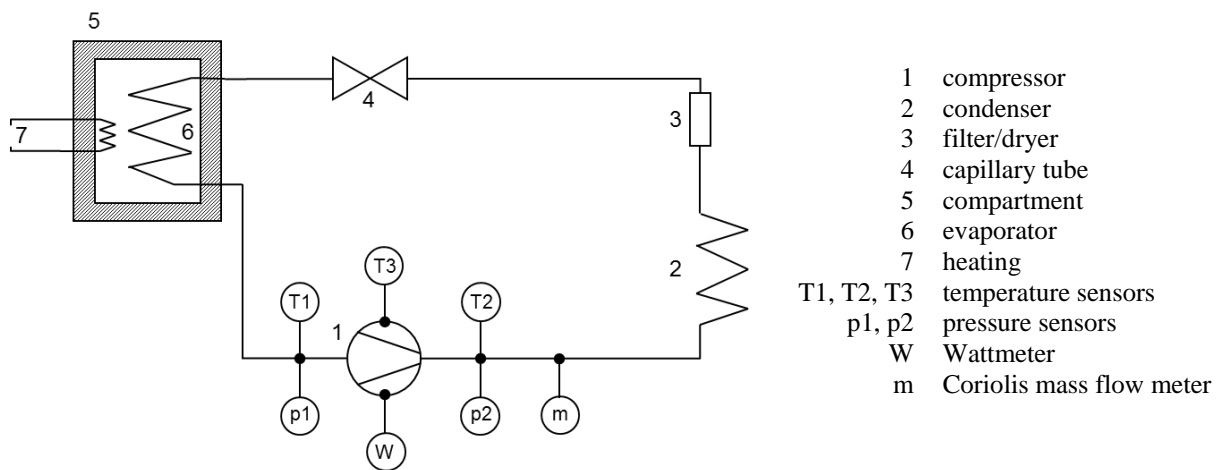 5
7
6
4
3
2
T3
T1
1
T2
p1
p2
m
W
1 compressor
2 condenser
3 filter/dryer
4 capillary tube
5 compartment
6 evaporator
7 heating
T1, T2, T3 temperature sensors
p1, p2 pressure sensors
W Wattmeter
m Coriolis mass flow meter